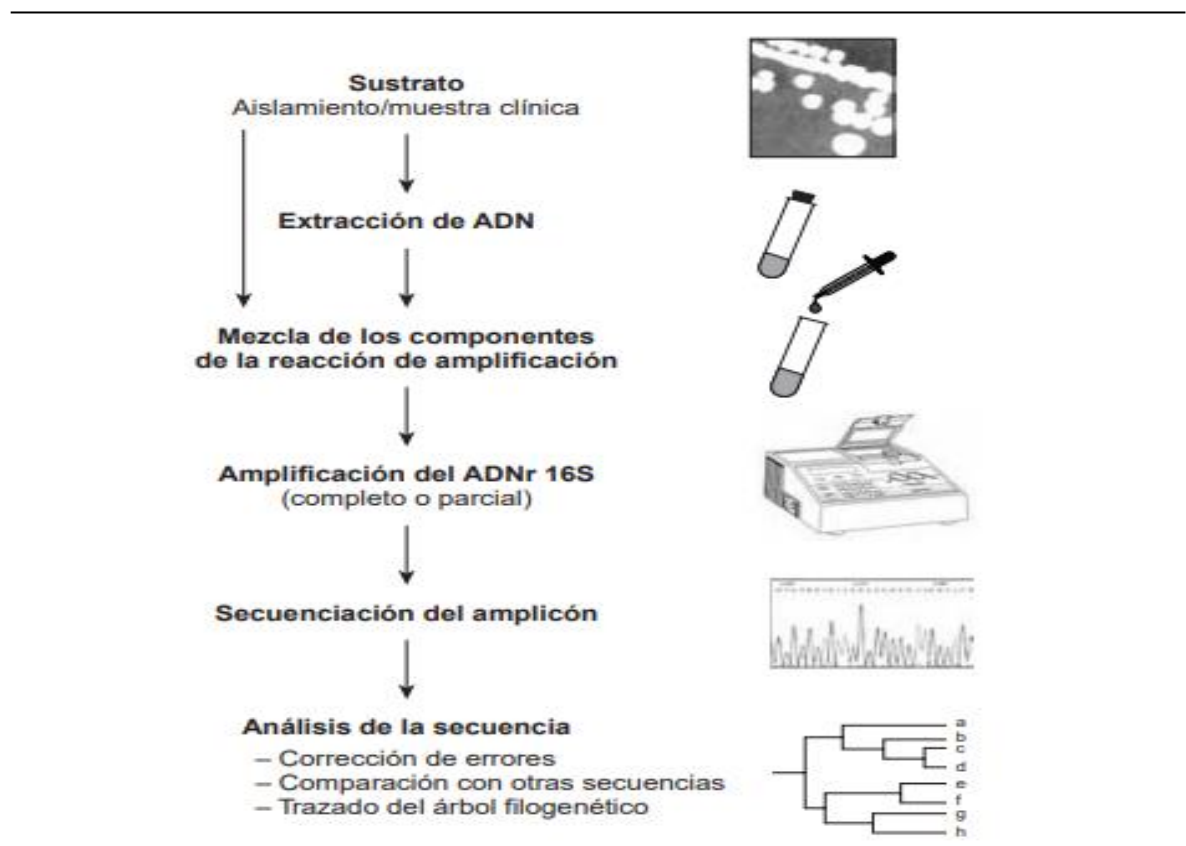 Sustrato
Aislamiento/muestra clínica
Extracción de ADN
Mezcla de los componentes
de la reacción de amplificación
Amplificación del ADNr 16S
(completo o parcial)
Secuenciación del amplicón
Análisis de la secuencia
– Corrección de errores
– Comparación con otras secuencias
– Trazado del árbol filogenético
a
b
c
d
e
f
g
h